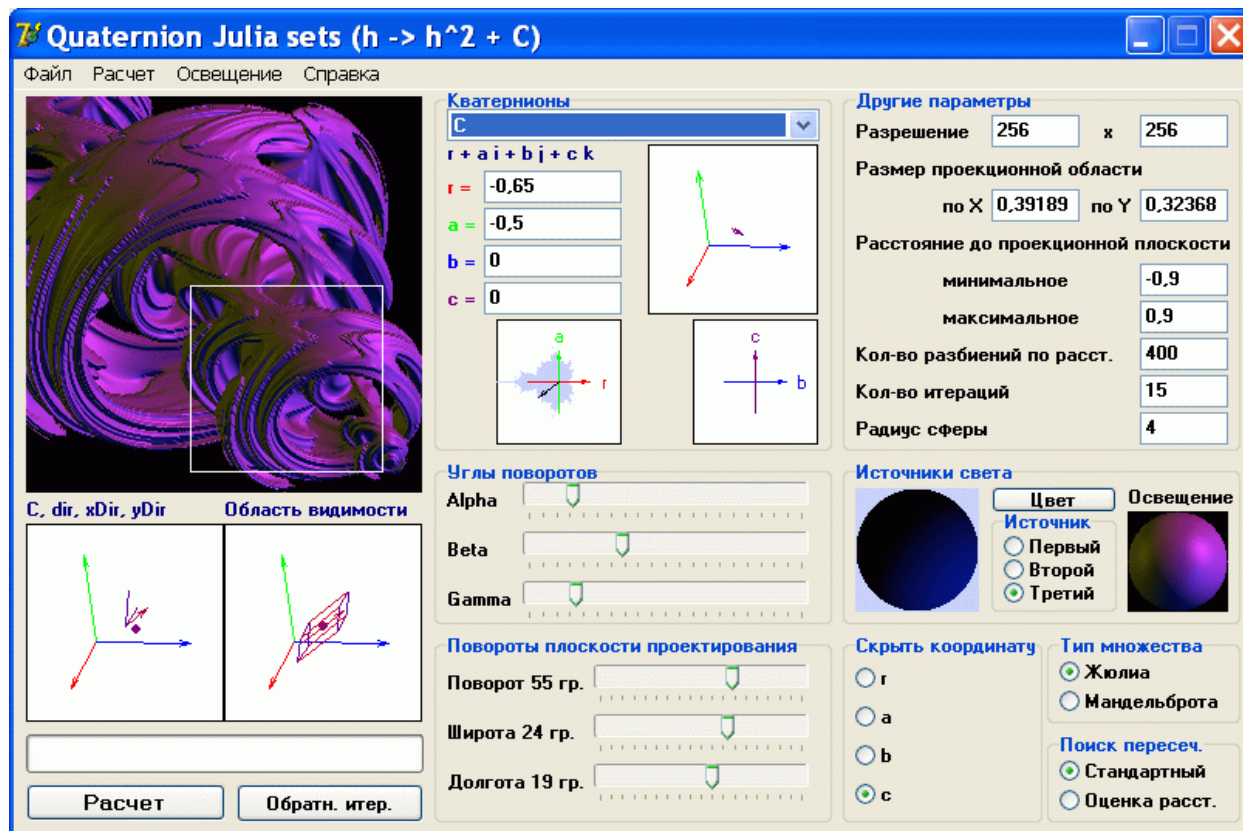 Quaternion Julia sets (h -> h^2 + C)
Файл Расчет Освещение Справка
Кватернионы
C
r + a i + b j + c k
r = -0,65
a = -0,5
b = 0
c = 0
a
r
c
b
Другие параметры
Разрешение 256 x 256
Размер проекционной области
по X 0,39189 по Y 0,32368
Расстояние до проекционной плоскости
минимальное -0,9
максимальное 0,9
Кол-во разбиений по расст. 400
Кол-во итераций 15
Радиус сферы 4
C, dir, xDir, yDir Область видимости
Углы поворотов
Alpha
Beta
Gamma
Источники света
Цвет
Освещение
Источник
Первый
Второй
Третий
Повороты плоскости проектирования
Поворот 55 гр.
Широта 24 гр.
Долгота 19 гр.
Скрыть координату
r
a
b
c
Тип множества
Жюлиа
Мандельброта
Поиск пересеч.
Стандартный
Оценка расст.
Расчет
Обратн. итер.